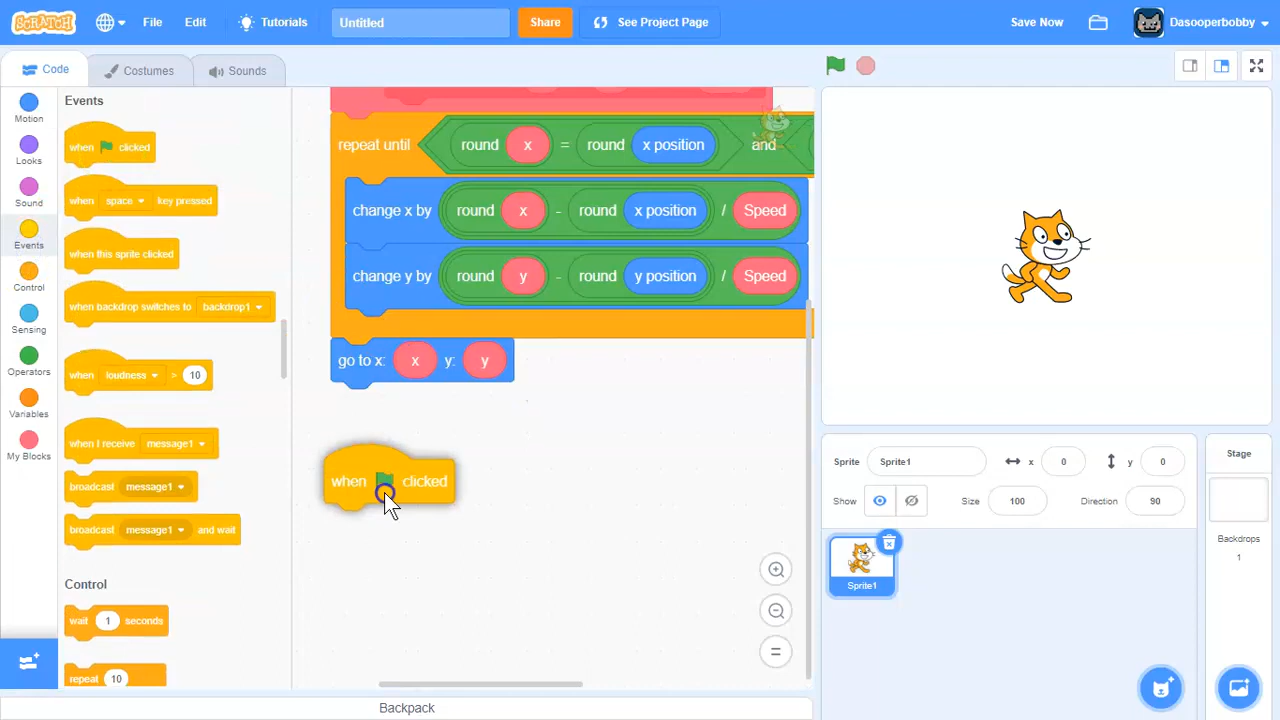 SCRATCH File Edit Tutorials Untitled Share See Project Page Save Now Dasooperbobby
Code Costumes Sounds
Motion
Looks
Sound
Events
Control
Sensing
Operators
Variables
My Blocks
Events
when clicked
when space key pressed
when this sprite clicked
when backdrop switches to backdrop1
when loudness > 10
when I receive message1
broadcast message1
broadcast message1 and wait
Control
wait 1 seconds
repeat 10
repeat until round x = round x position and
change x by round x - round x position / Speed
change y by round y - round y position / Speed
go to x: x y: y
when clicked
Backpack
Sprite Sprite1 x 0 y 0
Show Size 100 Direction 90
Sprite1
Stage
Backdrops
1